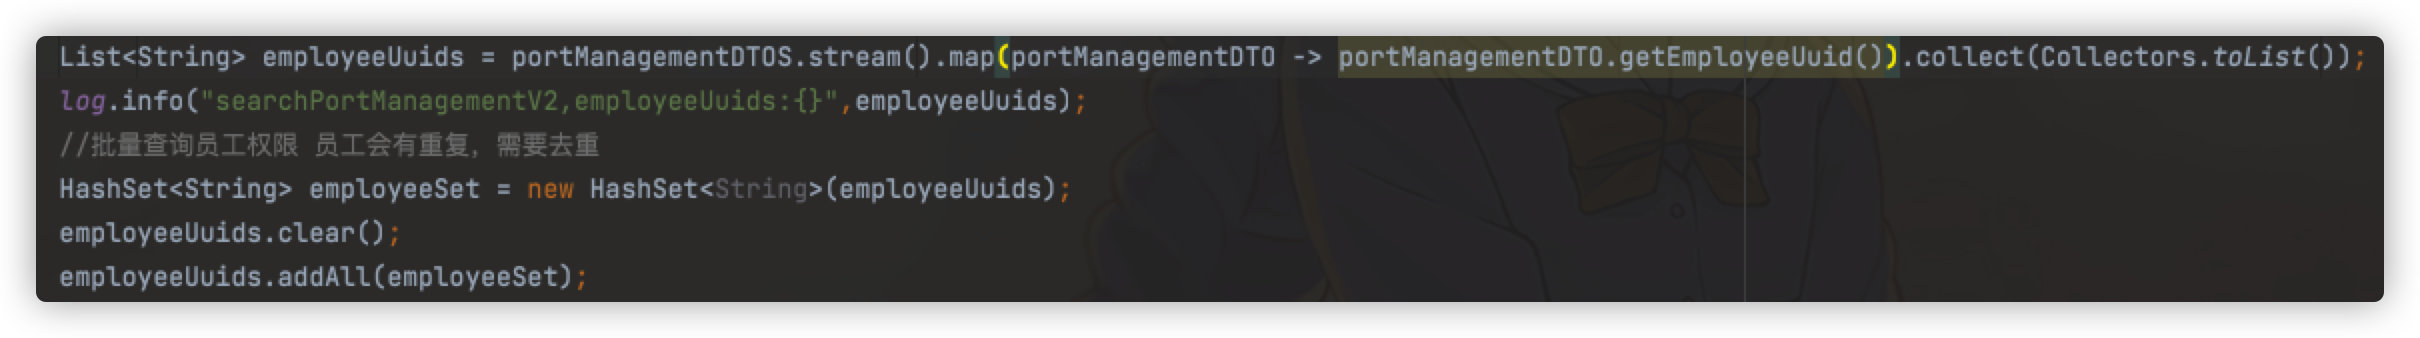 List<String> employeeUuids = portManagementDTOS.stream().map(portManagementDTO -> portManagementDTO.getEmployeeUuid()).collect(Collectors.toList());
log.info("searchPortManagementV2,employeeUuids:{}",employeeUuids);
//批量查询员工权限 员工会有重复，需要去重
HashSet<String> employeeSet = new HashSet<String>(employeeUuids);
employeeUuids.clear();
employeeUuids.addAll(employeeSet);